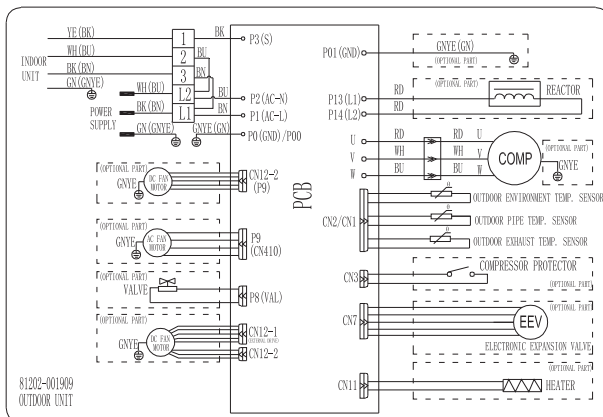 YE(BK)
1
BK
P3(S)
WH(BU)
2
BU
INDOOR
UNIT
BK(BN)
3
BN
GN(GNYE)
WH(BU)
L2
BU
P2(AC-N)
POWER
SUPPLY
BK(BN)
L1
BN
P1(AC-L)
GN(GNYE)
GNYE(GN)
P0(GND)/P00
(OPTIONAL PART)
DC FAN
MOTOR
GNYE
CN12-2
(P9)
(OPTIONAL PART)
AC FAN
MOTOR
GNYE
P9
(CN410)
(OPTIONAL PART)
VALVE
P8(VAL)
(OPTIONAL PART)
DC FAN
MOTOR
GNYE
CN12-1
(EXTERNAL DRIVE)
CN12-2
81202-001909
OUTDOOR UNIT
PCB
P01(GND)
GNYE(GN)
(OPTIONAL PART)
(OPTIONAL PART)
REACTOR
P13(L1)
RD
P14(L2)
RD
U
RD
RD
U
V
WH
WH
V
W
BU
BU
W
COMP
(OPTIONAL PART)
GNYE
CN2/CN1
θ
OUTDOOR ENVIRONMENT TEMP. SENSOR
θ
OUTDOOR PIPE TEMP. SENSOR
θ
OUTDOOR EXHAUST TEMP. SENSOR
CN3
COMPRESSOR PROTECTOR
(OPTIONAL PART)
CN7
(OPTIONAL PART)
EEV
ELECTRONIC EXPANSION VALVE
(OPTIONAL PART)
CN11
HEATER